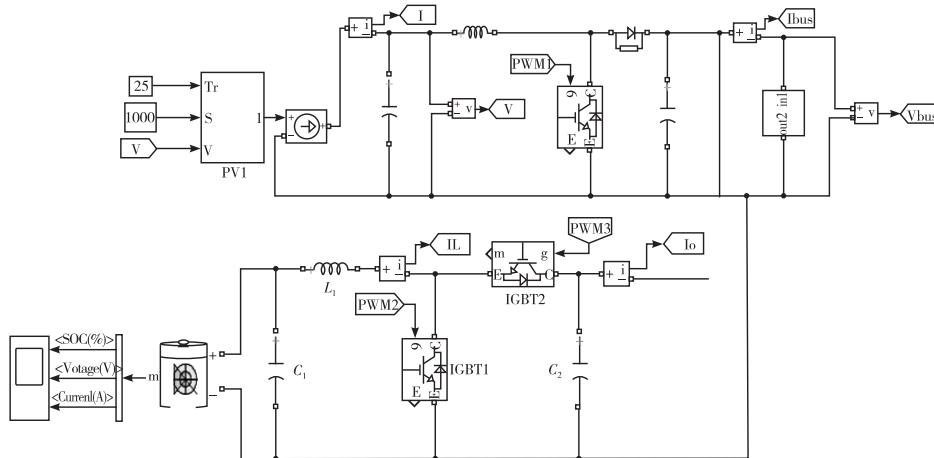 I
Ibus
+ i
−
+ i
−
PWM1
25
1000
V
Tr
S
V
1
PV1
+
−
+
+
−
v
V
g
C
E
E
out2 in1
+
−
v
Vbus
IL
m
g
E
C
IGBT2
PWM3
Io
+ i
−
+ i
−
L1
PWM2
g
C
E
E
IGBT1
C1
C2
<SOC(%)>
<Votage(V)>
<Currenl(A)>
m
+
−